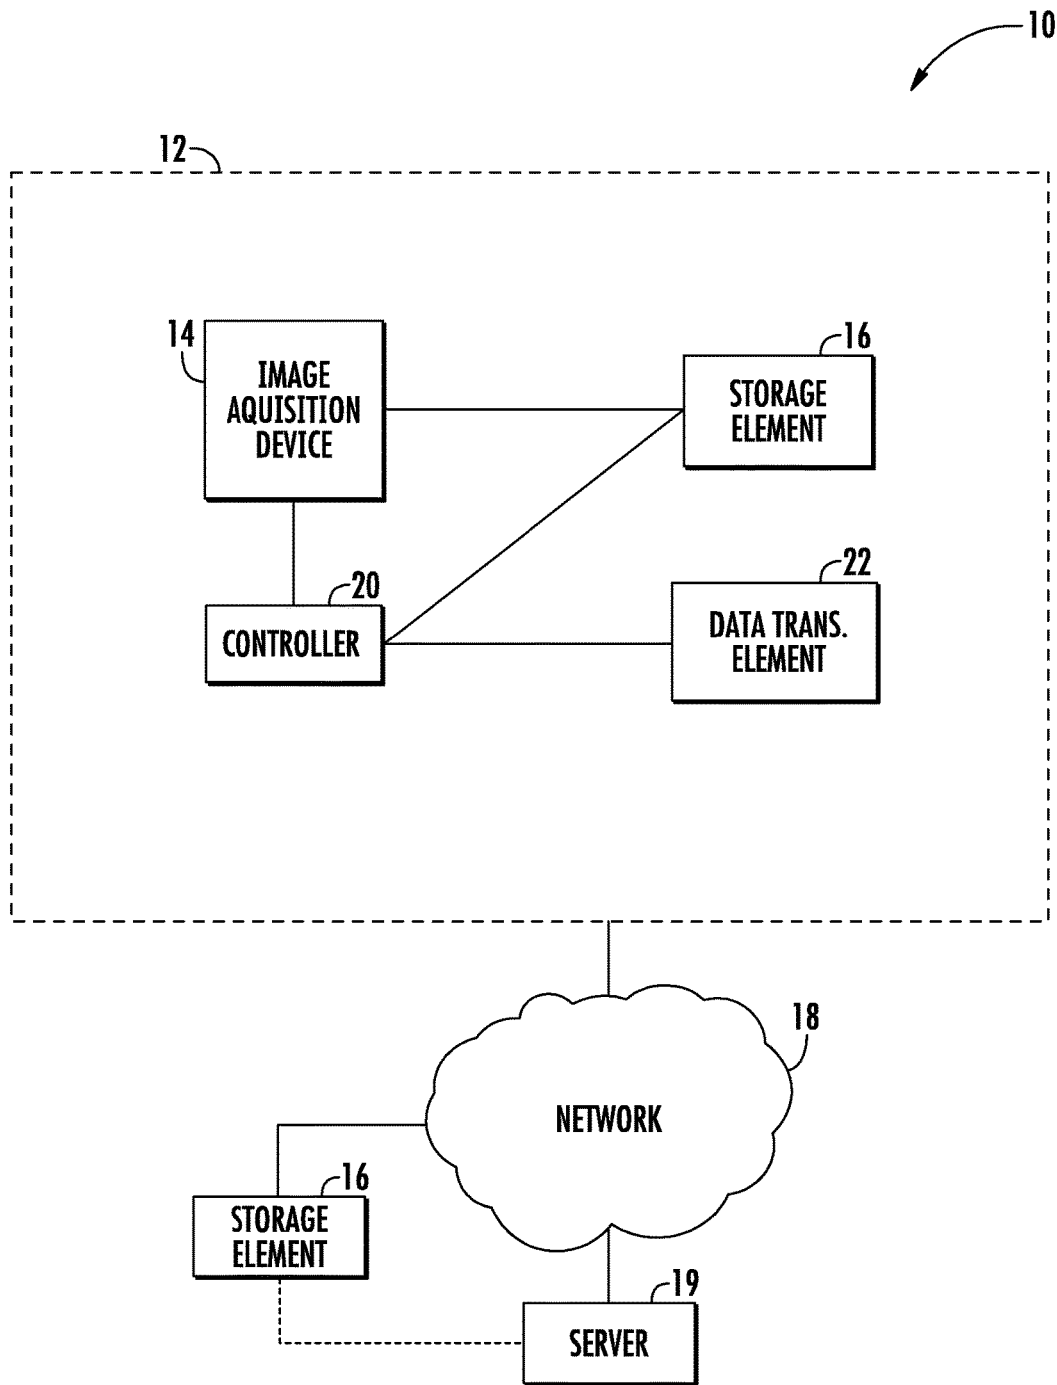 10
12
14
IMAGE
AQUISITION
DEVICE
16
STORAGE
ELEMENT
20
CONTROLLER
22
DATA TRANS.
ELEMENT
18
NETWORK
16
STORAGE
ELEMENT
19
SERVER